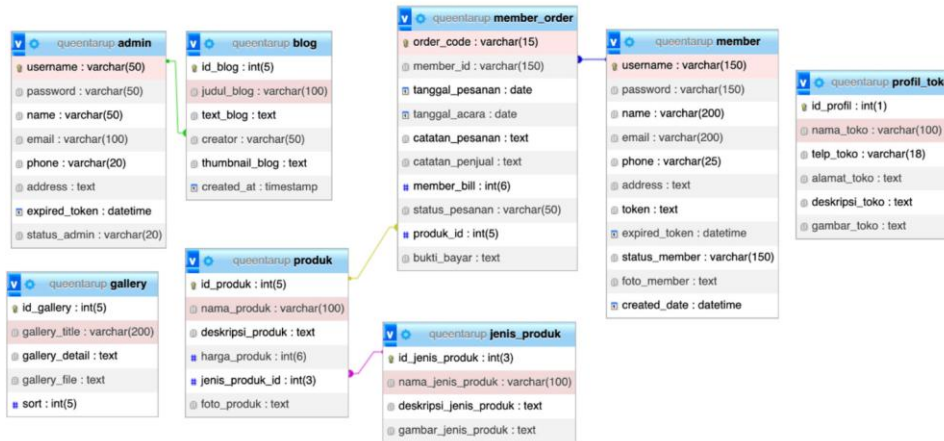 queentarup admin
username : varchar(50)
password : varchar(50)
name : varchar(50)
email : varchar(100)
phone : varchar(20)
address : text
expired_token : datetime
status_admin : varchar(20)
queentarup blog
id_blog : int(5)
judul_blog : varchar(100)
text_blog : text
creator : varchar(50)
thumbnail_blog : text
created_at : timestamp
queentarup member_order
order_code : varchar(15)
member_id : varchar(150)
tanggal_pesanan : date
tanggal_acara : date
catatan_pesanan : text
catatan_penjual : text
member_bill : int(6)
status_pesanan : varchar(50)
produk_id : int(5)
bukti_bayar : text
queentarup member
username : varchar(150)
password : varchar(150)
name : varchar(200)
email : varchar(200)
phone : varchar(25)
address : text
token : text
expired_token : datetime
status_member : varchar(150)
foto_member : text
created_date : datetime
queentarup profil_tok
id_profil : int(1)
nama_toko : varchar(100)
telp_toko : varchar(18)
alamat_toko : text
deskripsi_toko : text
gambar_toko : text
queentarup gallery
id_gallery : int(5)
gallery_title : varchar(200)
gallery_detail : text
gallery_file : text
sort : int(5)
queentarup produk
id_produk : int(5)
nama_produk : varchar(100)
deskripsi_produk : text
harga_produk : int(6)
jenis_produk_id : int(3)
foto_produk : text
queentarup jenis_produk
id_jenis_produk : int(3)
nama_jenis_produk : varchar(100)
deskripsi_jenis_produk : text
gambar_jenis_produk : text